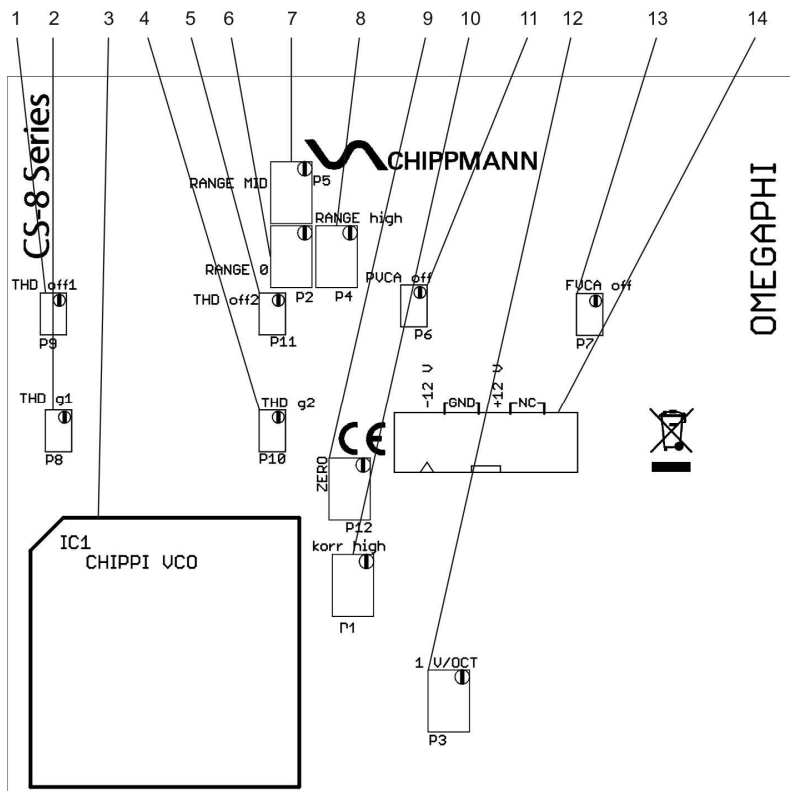 1 2 3 4 5 6 7 8 9 10 11 12 13 14
CS-8 Series
CHIPPMANN
OMEGAPHI
RANGE MID
P5
RANGE high
RANGE 0
P2
P4
THD off1
P9
THD off2
P11
PVCA off
P6
FVCA off
P7
-12 V
GND
+12 V
NC
THD g1
P8
THD g2
P10
CE
ZERO
P12
korr high
P1
IC1
CHIPPI VCO
1 V/OCT
P3